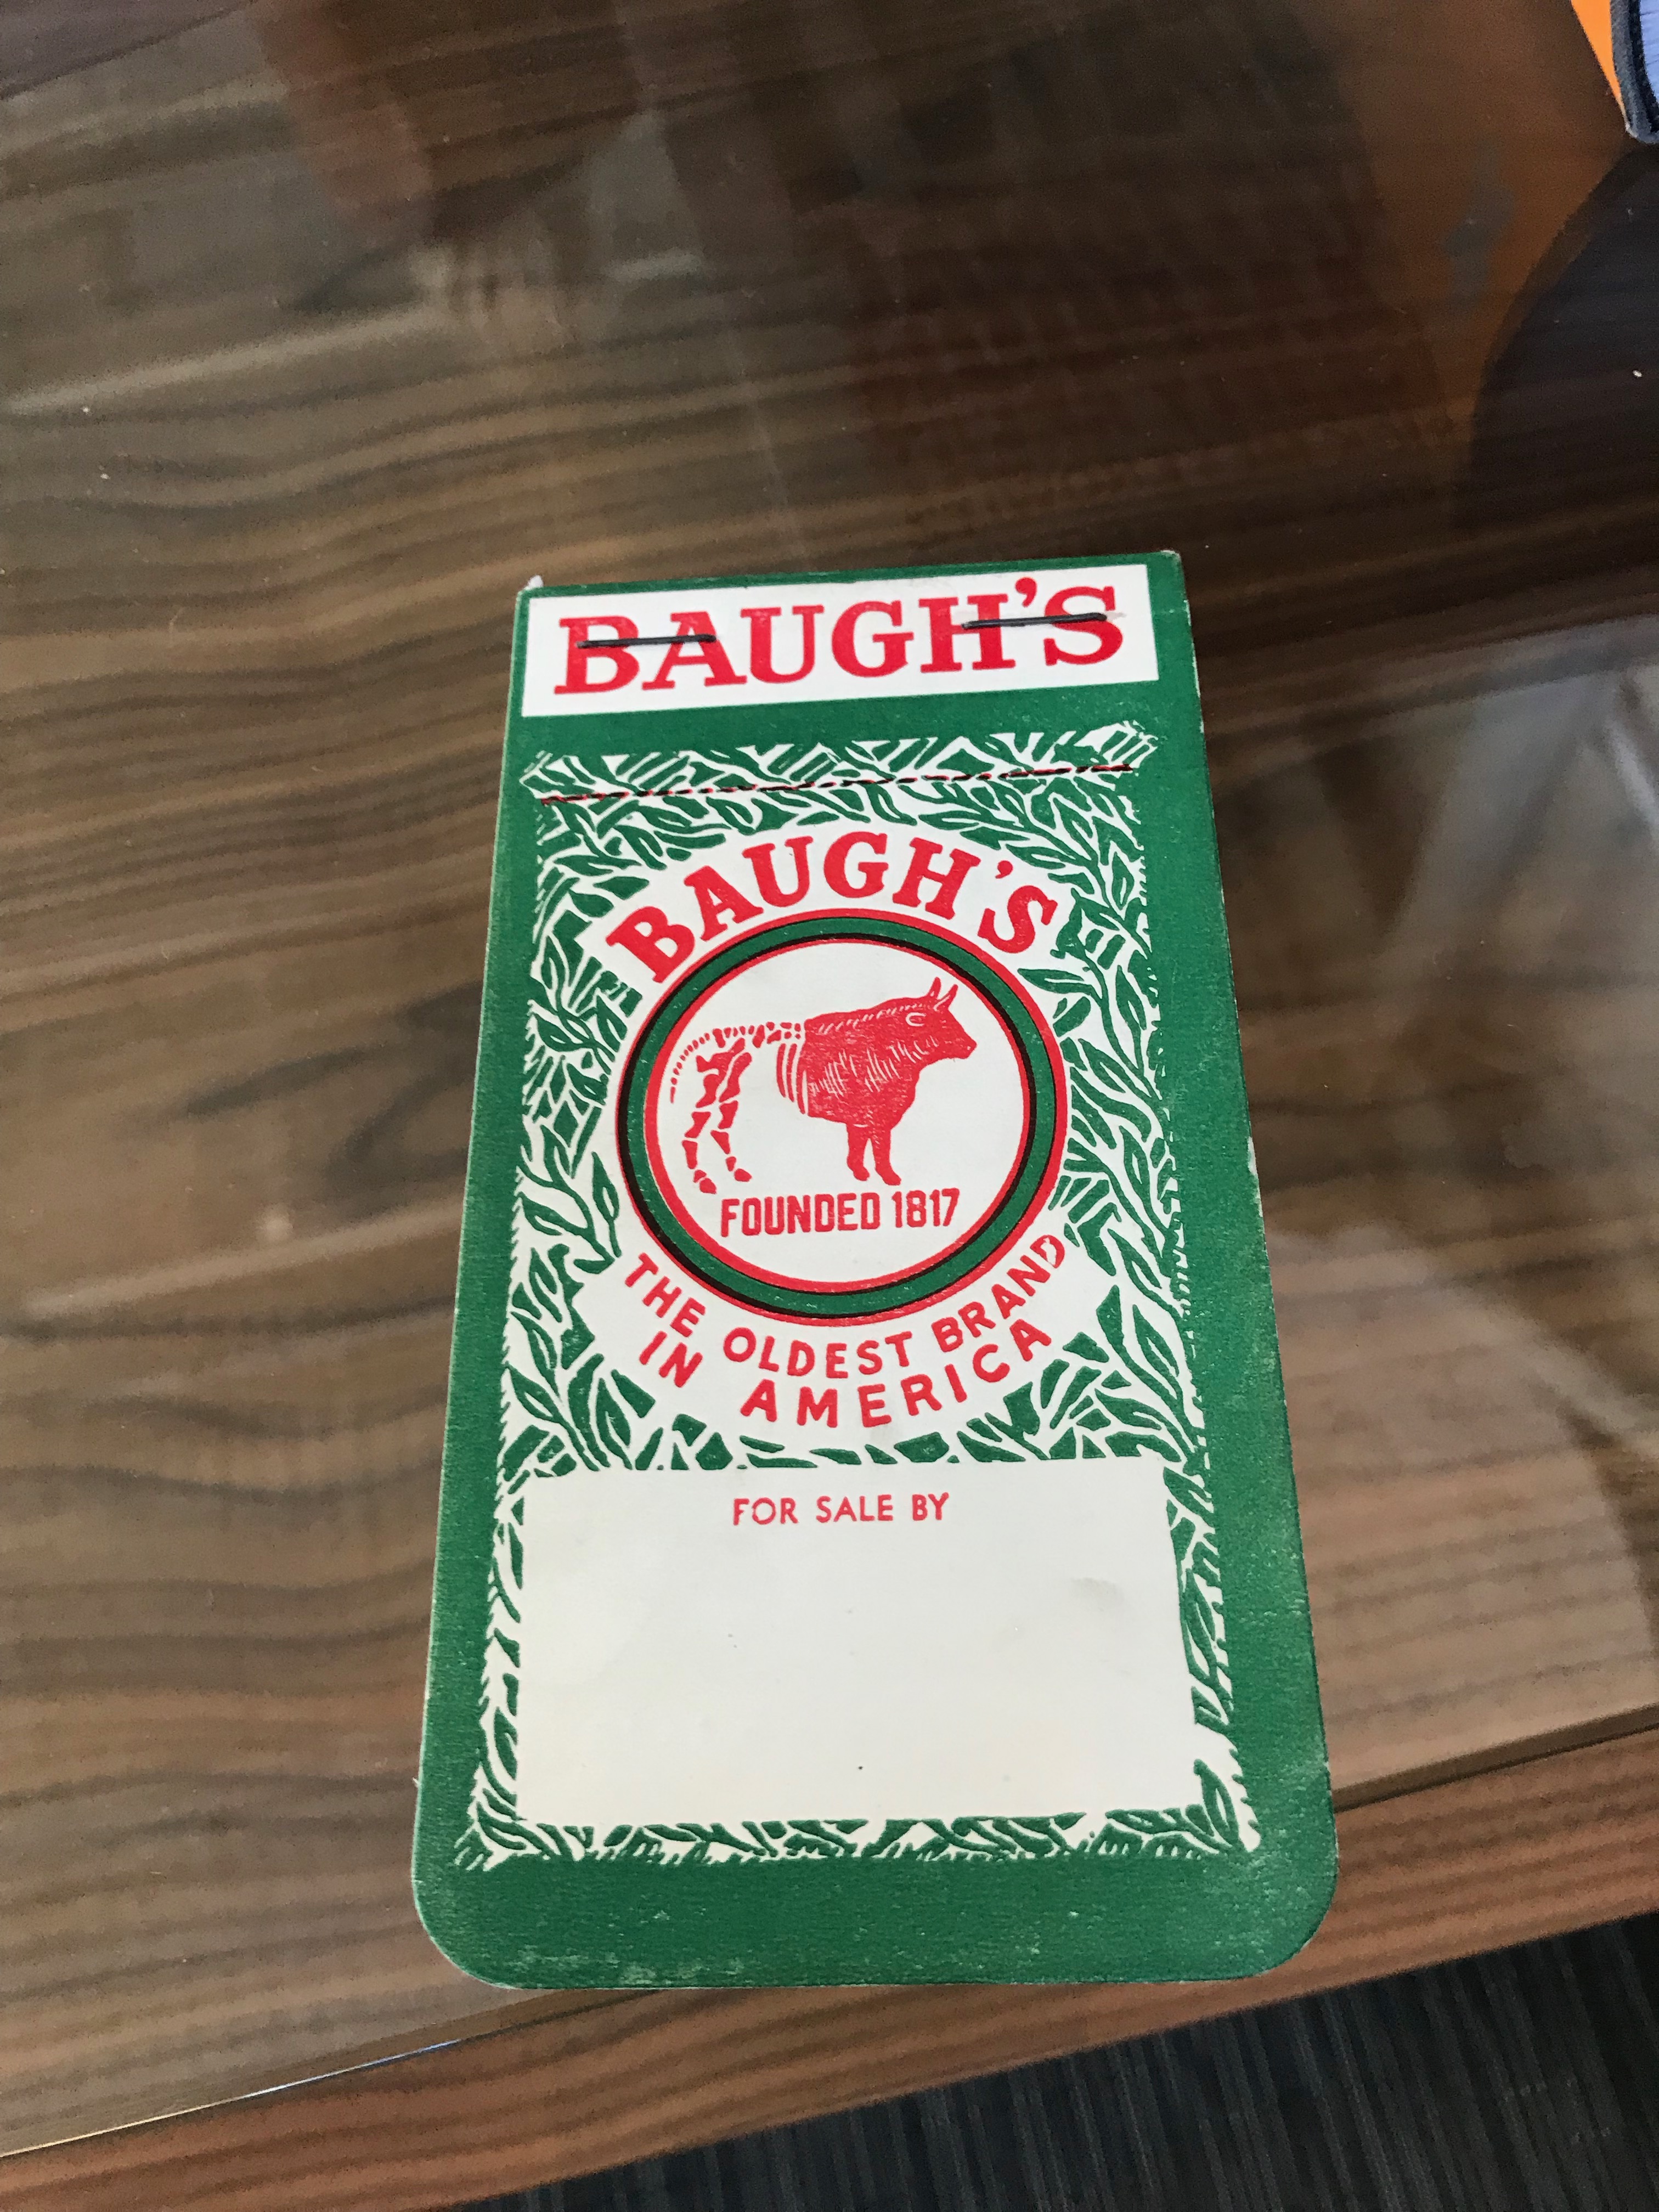 BAUGH'S
BAUGH'S
FOUNDED 1817
THE OLDEST BRAND
IN AMERICA
FOR SALE BY